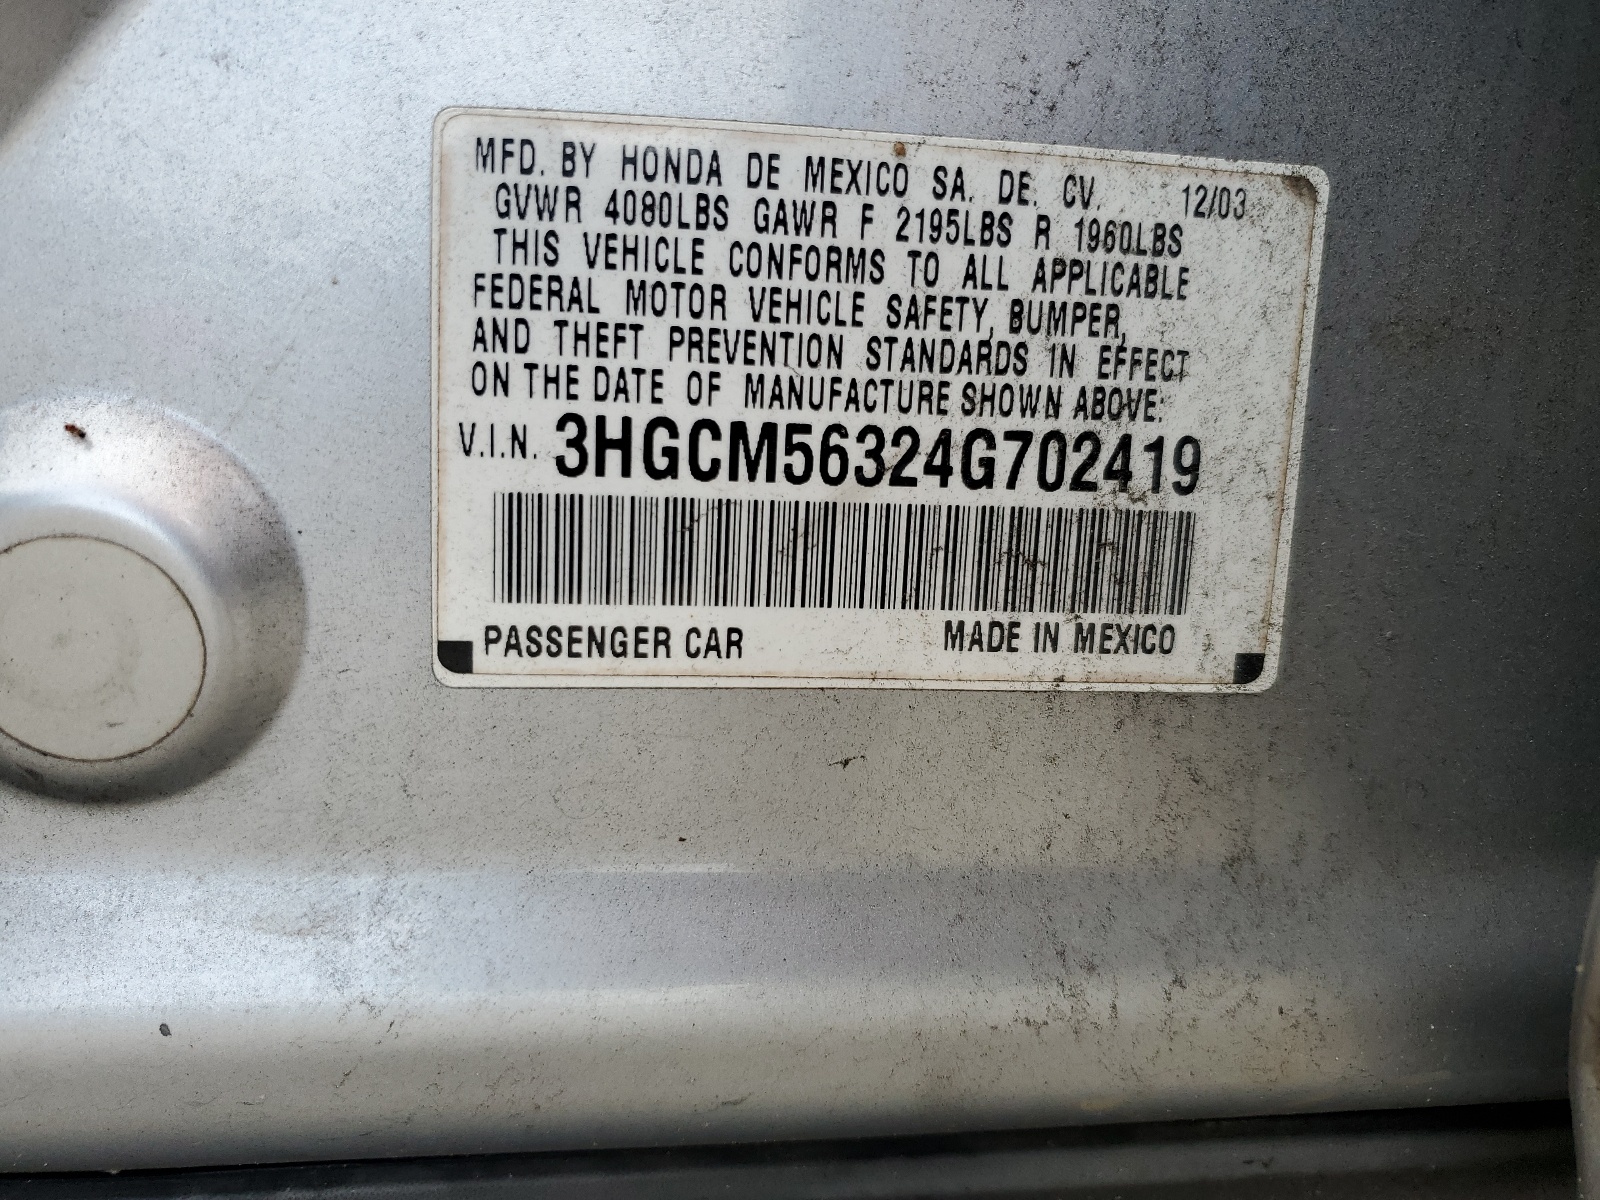 MFD. BY HONDA DE MEXICO SA. DE. CV. 12/03
GVWR 4080LBS GAWR F 2195LBS R 1960LBS
THIS VEHICLE CONFORMS TO ALL APPLICABLE
FEDERAL MOTOR VEHICLE SAFETY, BUMPER,
AND THEFT PREVENTION STANDARDS IN EFFECT
ON THE DATE OF MANUFACTURE SHOWN ABOVE:
V.I.N. 3HGCM56324G702419
PASSENGER CAR MADE IN MEXICO